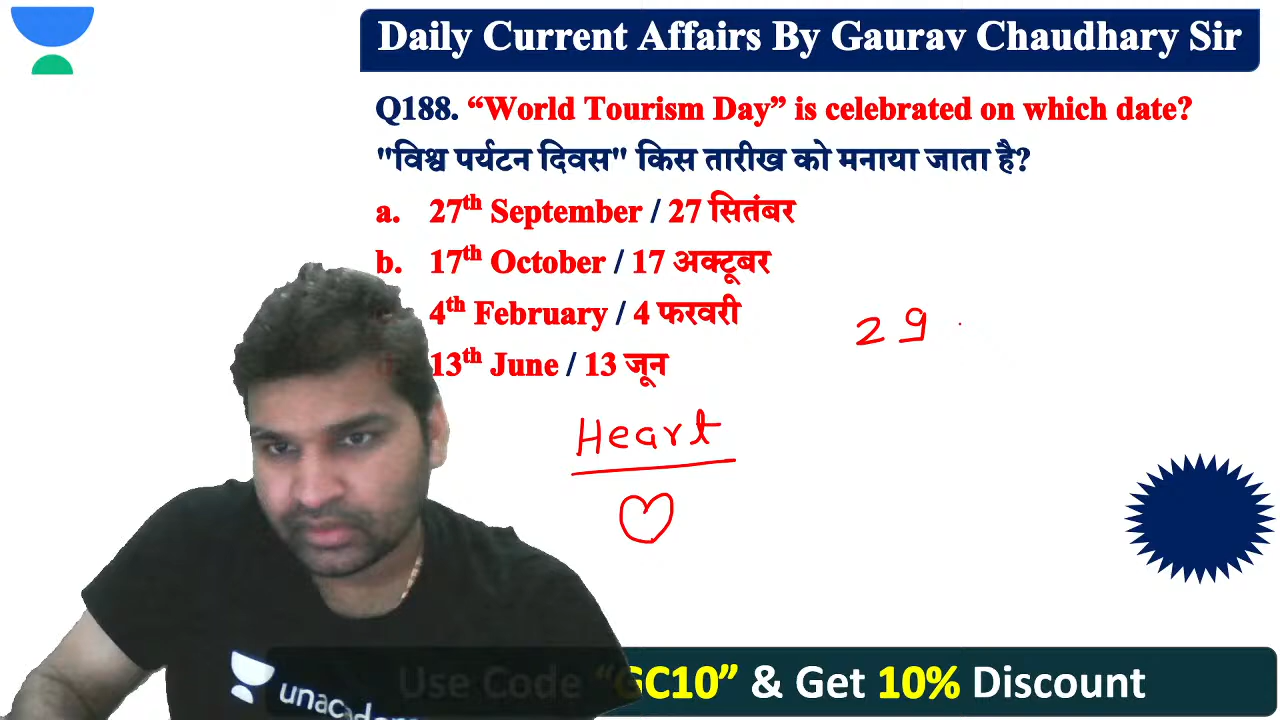 Daily Current Affairs By Gaurav Chaudhary Sir
Q188. “World Tourism Day” is celebrated on which date?
"विश्व पर्यटन दिवस" किस तारीख को मनाया जाता है?
a. 27th September / 27 सितंबर
b. 17th October / 17 अक्टूबर
4th February / 4 फरवरी
13th June / 13 जून
29
Heart
Use Code “GC10” & Get 10% Discount
unacademy